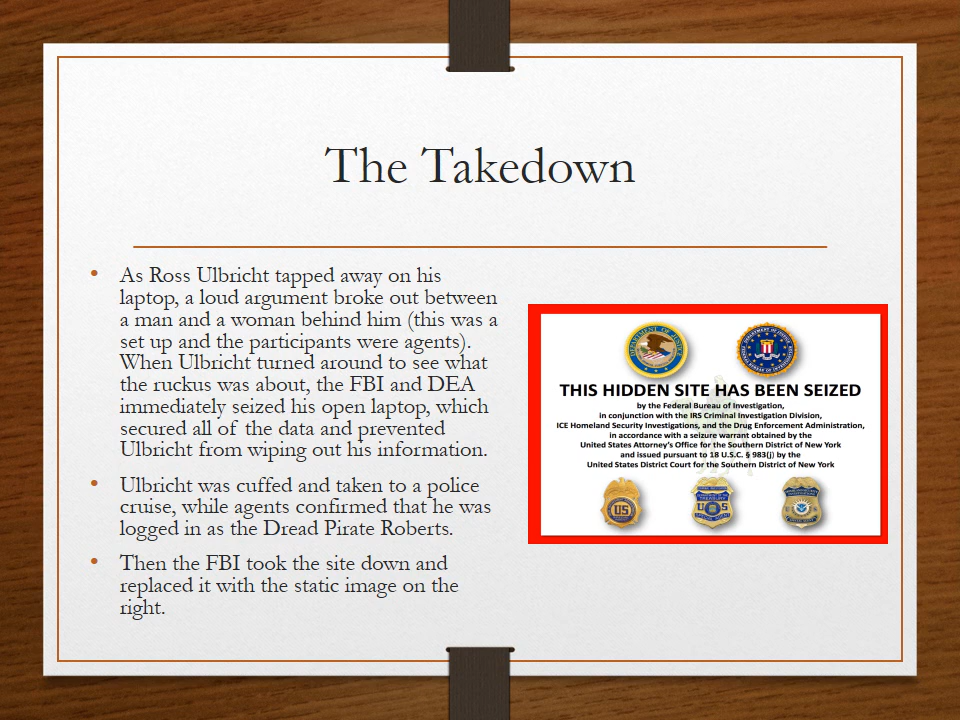 The Takedown
• As Ross Ulbricht tapped away on his
laptop, a loud argument broke out between
a man and a woman behind him (this was a
set up and the participants were agents).
When Ulbricht turned around to see what
the ruckus was about, the FBI and DEA
immediately seized his open laptop, which
secured all of the data and prevented
Ulbricht from wiping out his information.
• Ulbricht was cuffed and taken to a police
cruise, while agents confirmed that he was
logged in as the Dread Pirate Roberts.
• Then the FBI took the site down and
replaced it with the static image on the
right.
THIS HIDDEN SITE HAS BEEN SEIZED
by the Federal Bureau of Investigation,
in conjunction with the IRS Criminal Investigation Division,
ICE Homeland Security Investigations, and the Drug Enforcement Administration,
in accordance with a seizure warrant obtained by the
United States Attorney's Office for the Southern District of New York
and issued pursuant to 18 U.S.C. § 983(j) by the
United States District Court for the Southern District of New York
US
U S